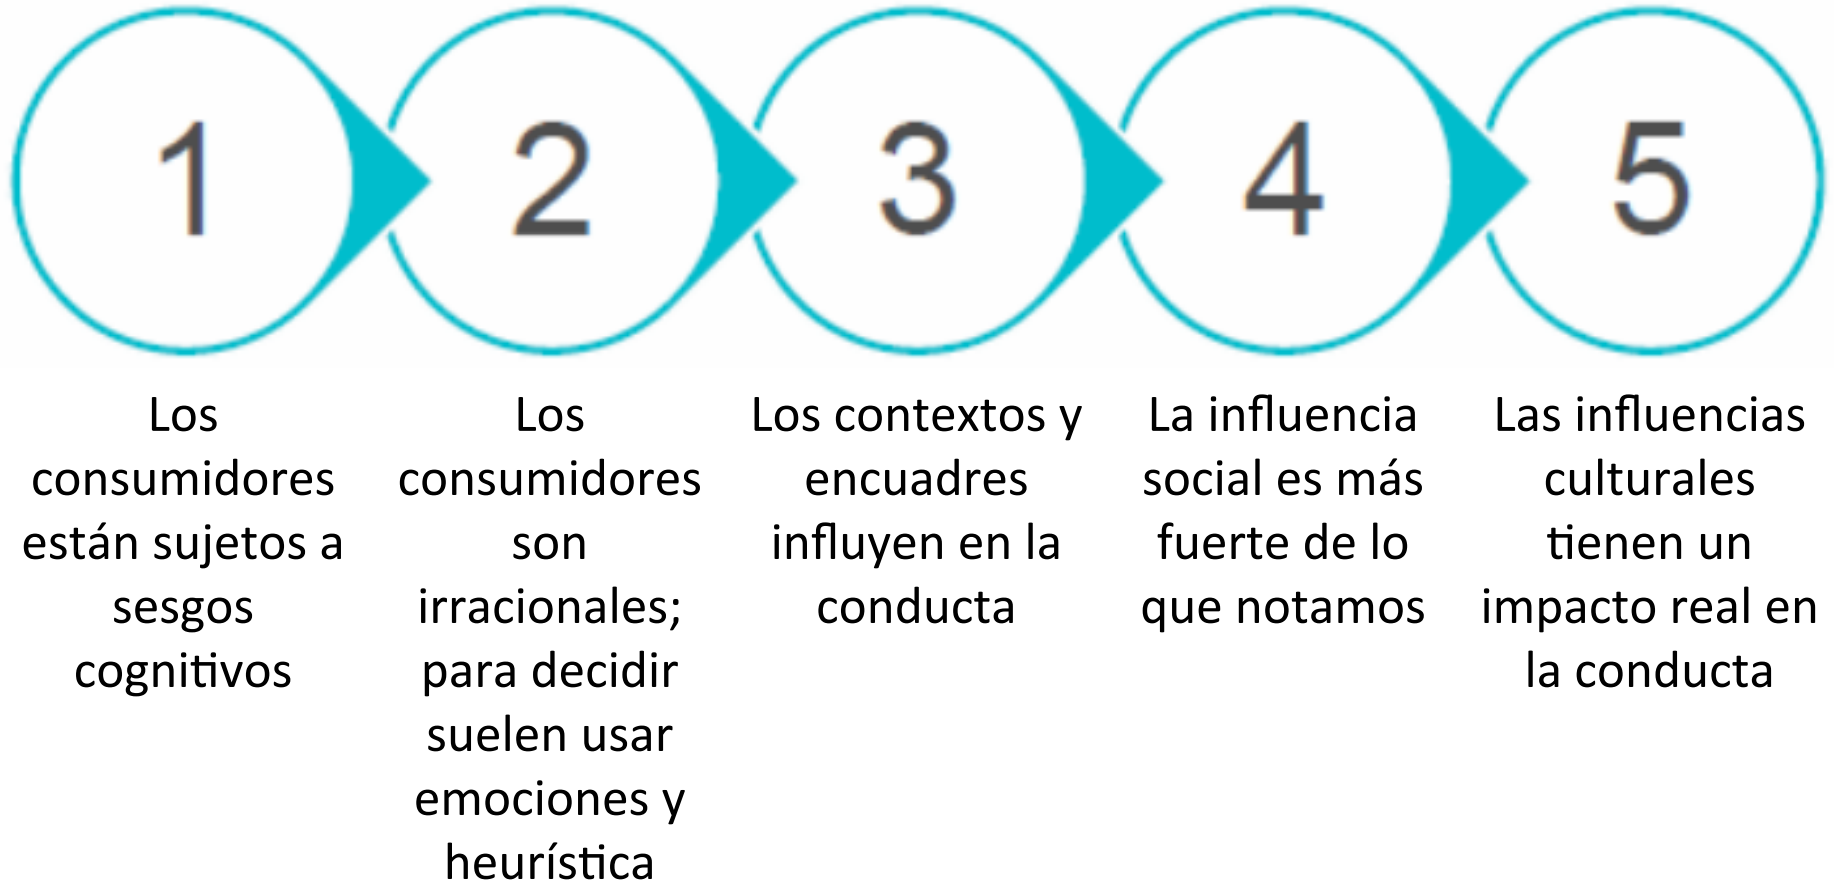 1
Los
consumidores
están sujetos a
sesgos
cognitivos
2
Los
consumidores
son
irracionales;
para decidir
suelen usar
emociones y
heurística
3
Los contextos y
encuadres
influyen en la
conducta
4
La influencia
social es más
fuerte de lo
que notamos
5
Las influencias
culturales
tienen un
impacto real en
la conducta